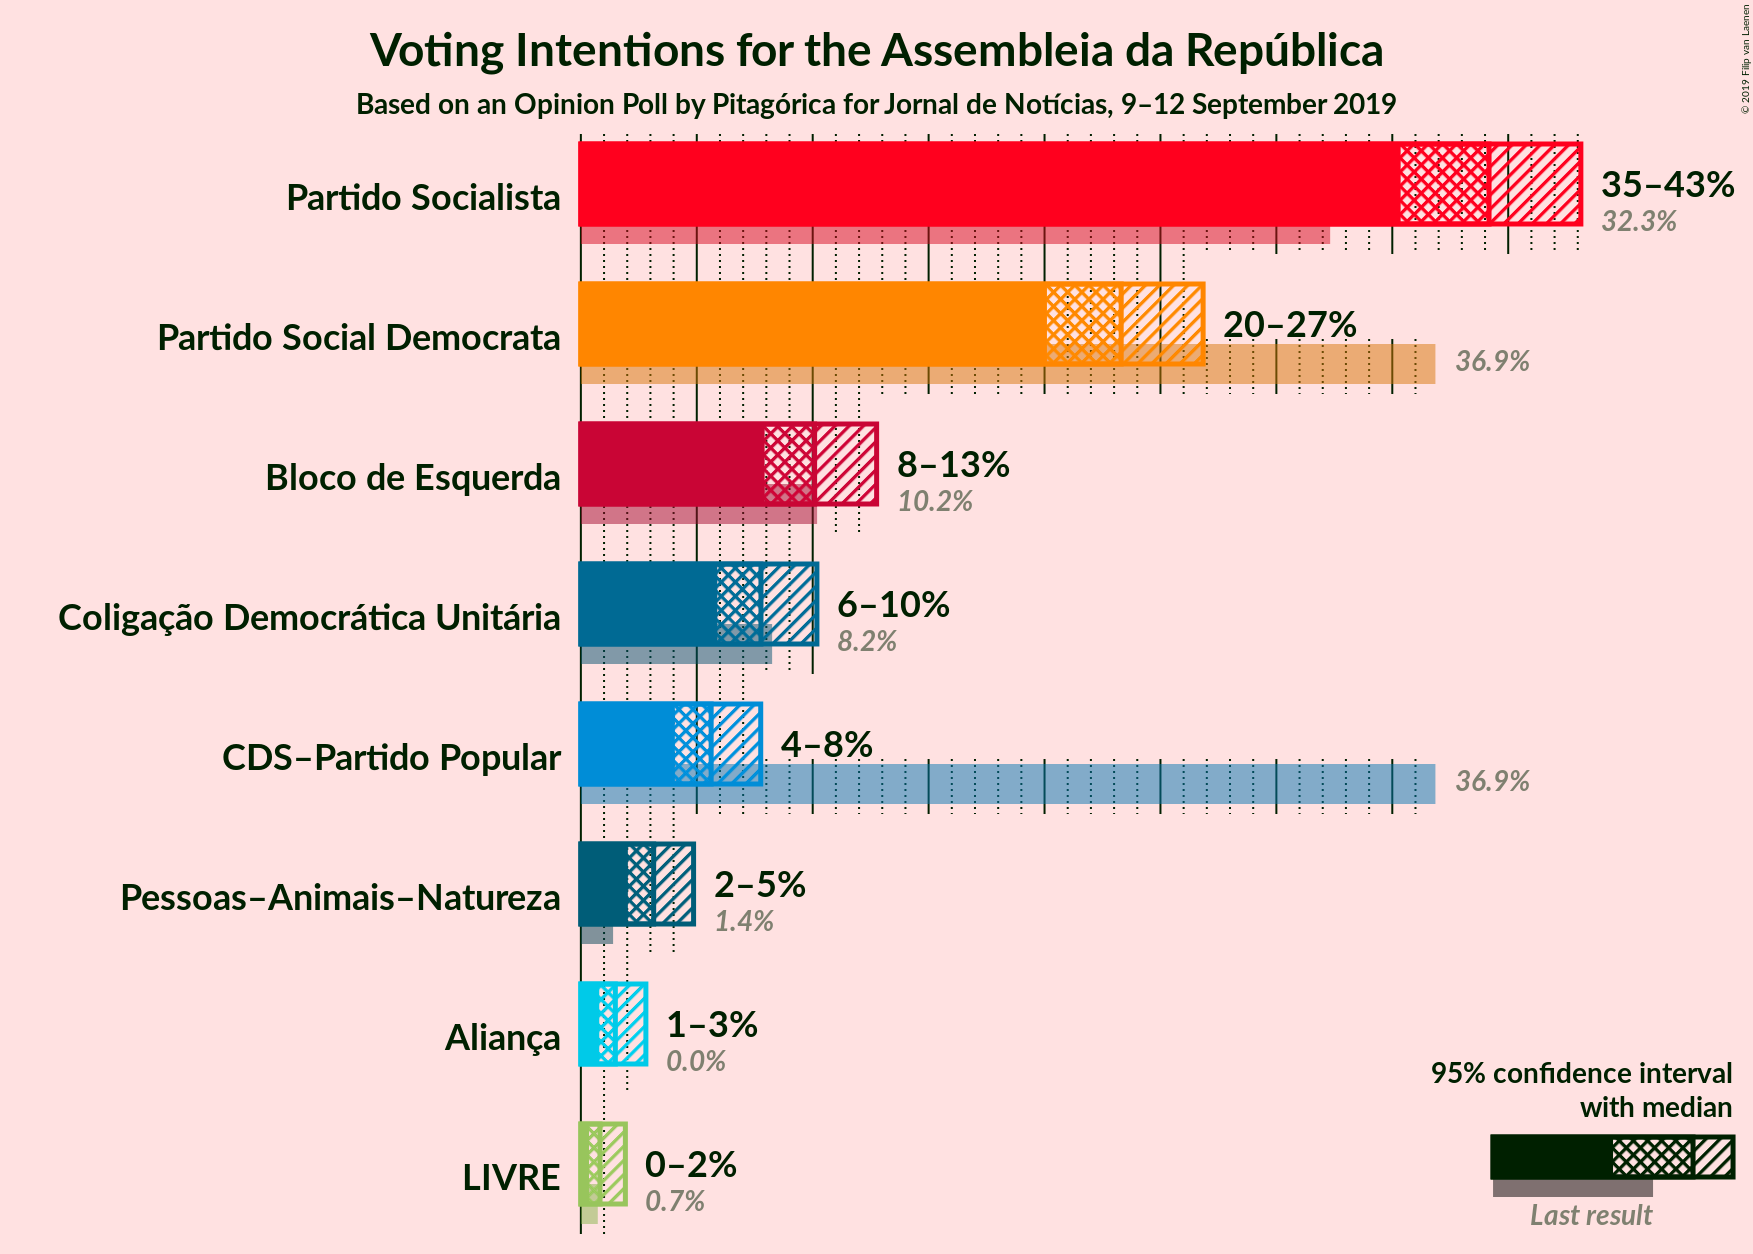 Voting Intentions for the Assembleia da República
Based on an Opinion Poll by Pitagórica for Jornal de Notícias, 9–12 September 2019
© 2019 Filip van Laenen
Partido Socialista
35–43%
32.3%
Partido Social Democrata
20–27%
36.9%
Bloco de Esquerda
8–13%
10.2%
Coligação Democrática Unitária
6–10%
8.2%
CDS–Partido Popular
4–8%
36.9%
Pessoas–Animais–Natureza
2–5%
1.4%
Aliança
1–3%
0.0%
LIVRE
0–2%
0.7%
95% confidence interval
with median
Last result